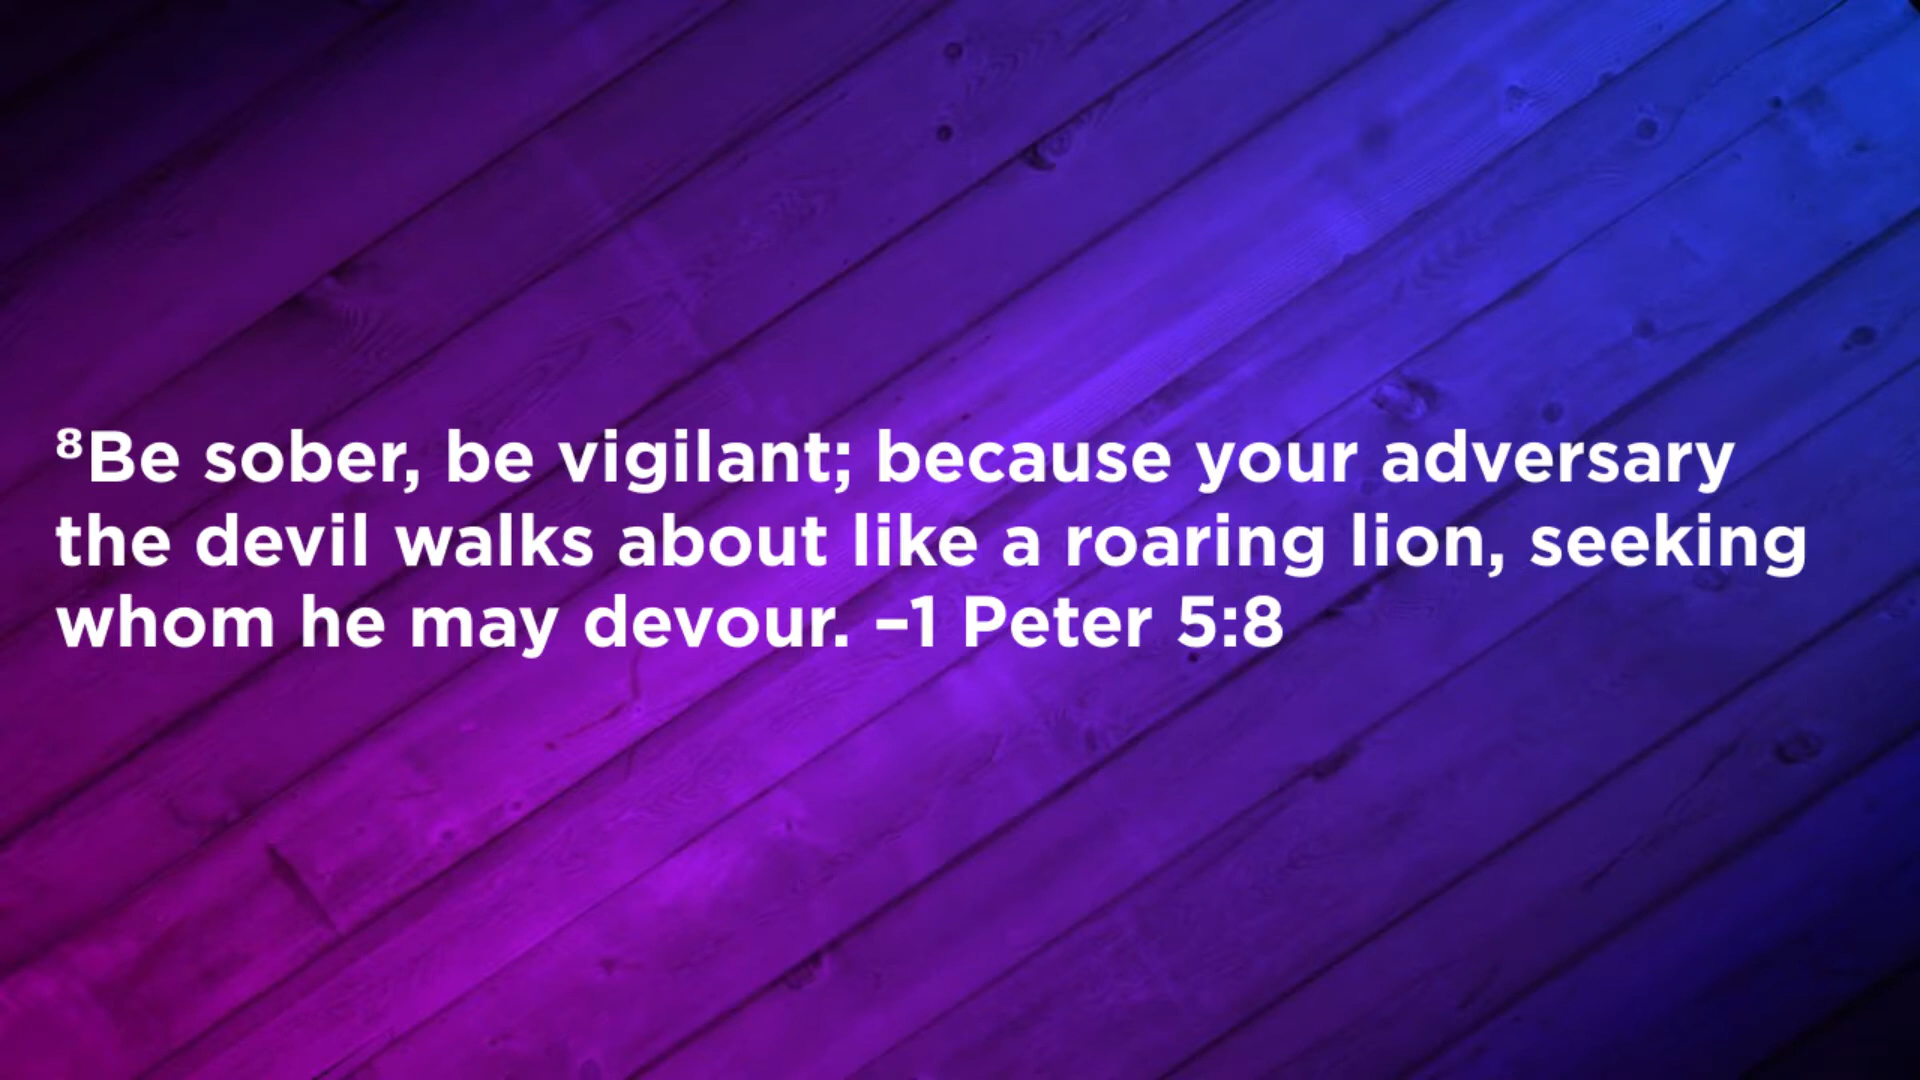 ⁸Be sober, be vigilant; because your adversary
the devil walks about like a roaring lion, seeking
whom he may devour. –1 Peter 5:8